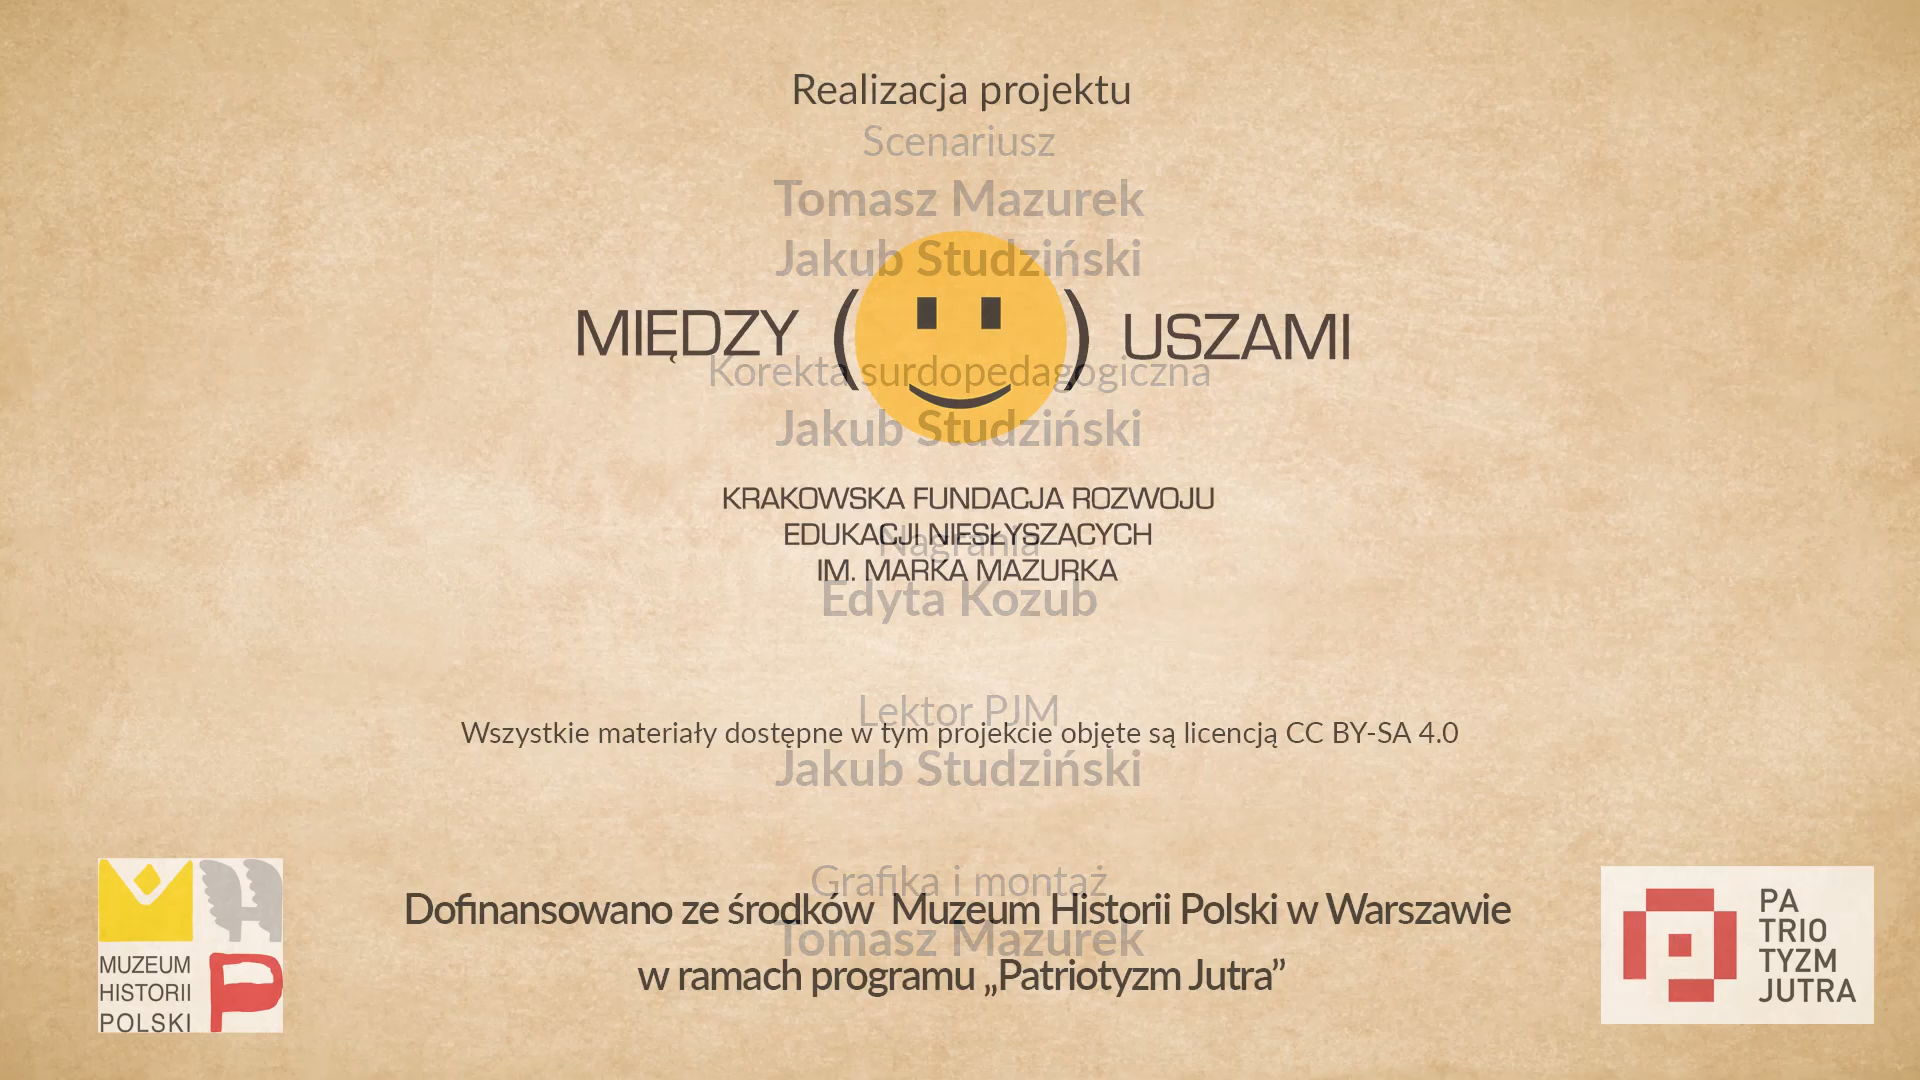 Realizacja projektu
Scenariusz
Tomasz Mazurek
Jakub Studziński
MIĘDZY ( ) USZAMI
Korekta surdopedagogiczna
Jakub Studziński
KRAKOWSKA FUNDACJA ROZWOJU
EDUKACJI NIESŁYSZĄCYCH
Nagrania
IM. MARKA MAZURKA
Edyta Kozub
Lektor PJM
Wszystkie materiały dostępne w tym projekcie objęte są licencją CC BY-SA 4.0
Jakub Studziński
Grafika i montaż
Dofinansowano ze środków Muzeum Historii Polski w Warszawie
Tomasz Mazurek
w ramach programu „Patriotyzm Jutra”
MHP
MUZEUM
HISTORII
POLSKI
PA
TRIO
TYZM
JUTRA